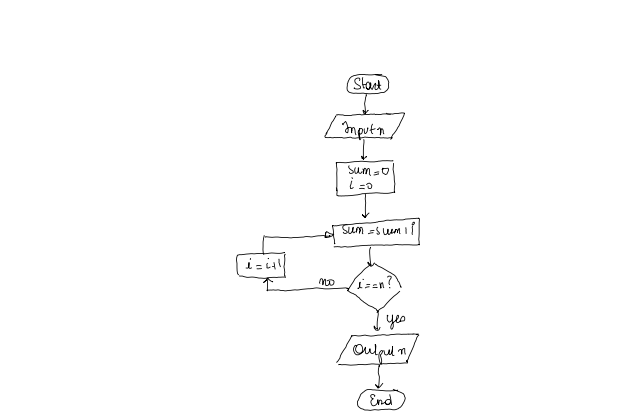 Start
Input n
sum=0
i=0
sum=sum+i
i=i+1
i==n?
no
yes
Output n
End